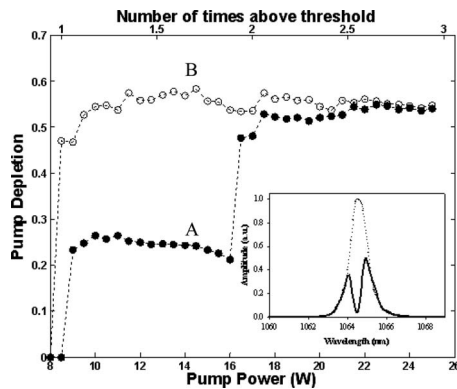 Number of times above threshold
1 1.5 2 2.5 3
0.7
0.6
0.5
0.4
0.3
0.2
0.1
0
B
A
1.0
0.8
0.6
0.4
0.2
0.0
1060 1062 1064 1066 1068
Amplitude (a.u.)
Wavelength (nm)
Pump Depletion
8 10 12 14 16 18 20 22 24 26
Pump Power (W)